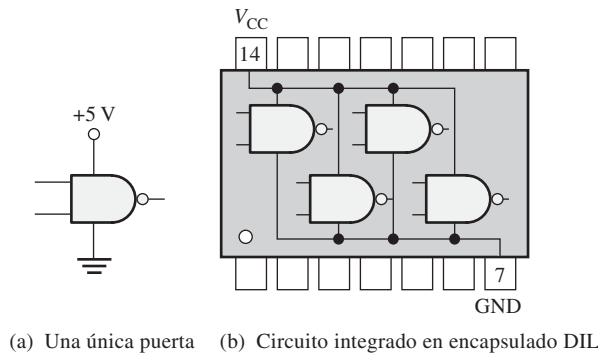 V_CC
14
+5 V
7
GND
(a) Una única puerta (b) Circuito integrado en encapsulado DIL